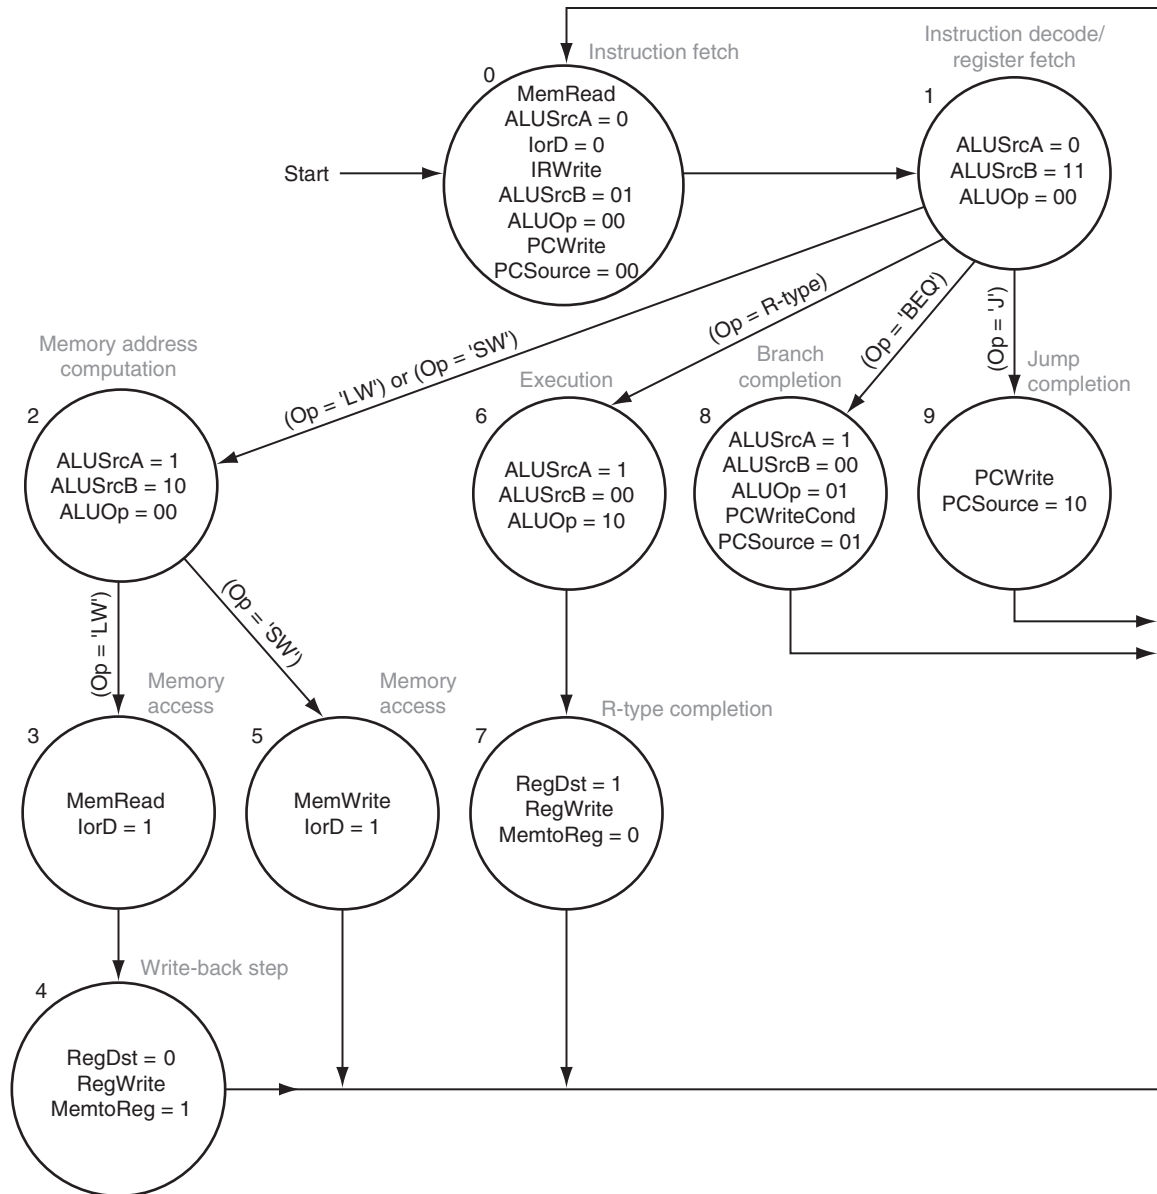 Instruction fetch
0
MemRead
ALUSrcA = 0
IorD = 0
IRWrite
ALUSrcB = 01
ALUOp = 00
PCWrite
PCSource = 00
Start
Instruction decode/
register fetch
1
ALUSrcA = 0
ALUSrcB = 11
ALUOp = 00
(Op = 'LW') or (Op = 'SW')
(Op = R-type)
(Op = 'BEQ')
(Op = 'J')
Memory address
computation
2
ALUSrcA = 1
ALUSrcB = 10
ALUOp = 00
Execution
6
ALUSrcA = 1
ALUSrcB = 00
ALUOp = 10
Branch
completion
8
ALUSrcA = 1
ALUSrcB = 00
ALUOp = 01
PCWriteCond
PCSource = 01
Jump
completion
9
PCWrite
PCSource = 10
(Op = 'LW')
(Op = 'SW')
Memory
access
3
MemRead
IorD = 1
Memory
access
5
MemWrite
IorD = 1
R-type completion
7
RegDst = 1
RegWrite
MemtoReg = 0
Write-back step
4
RegDst = 0
RegWrite
MemtoReg = 1